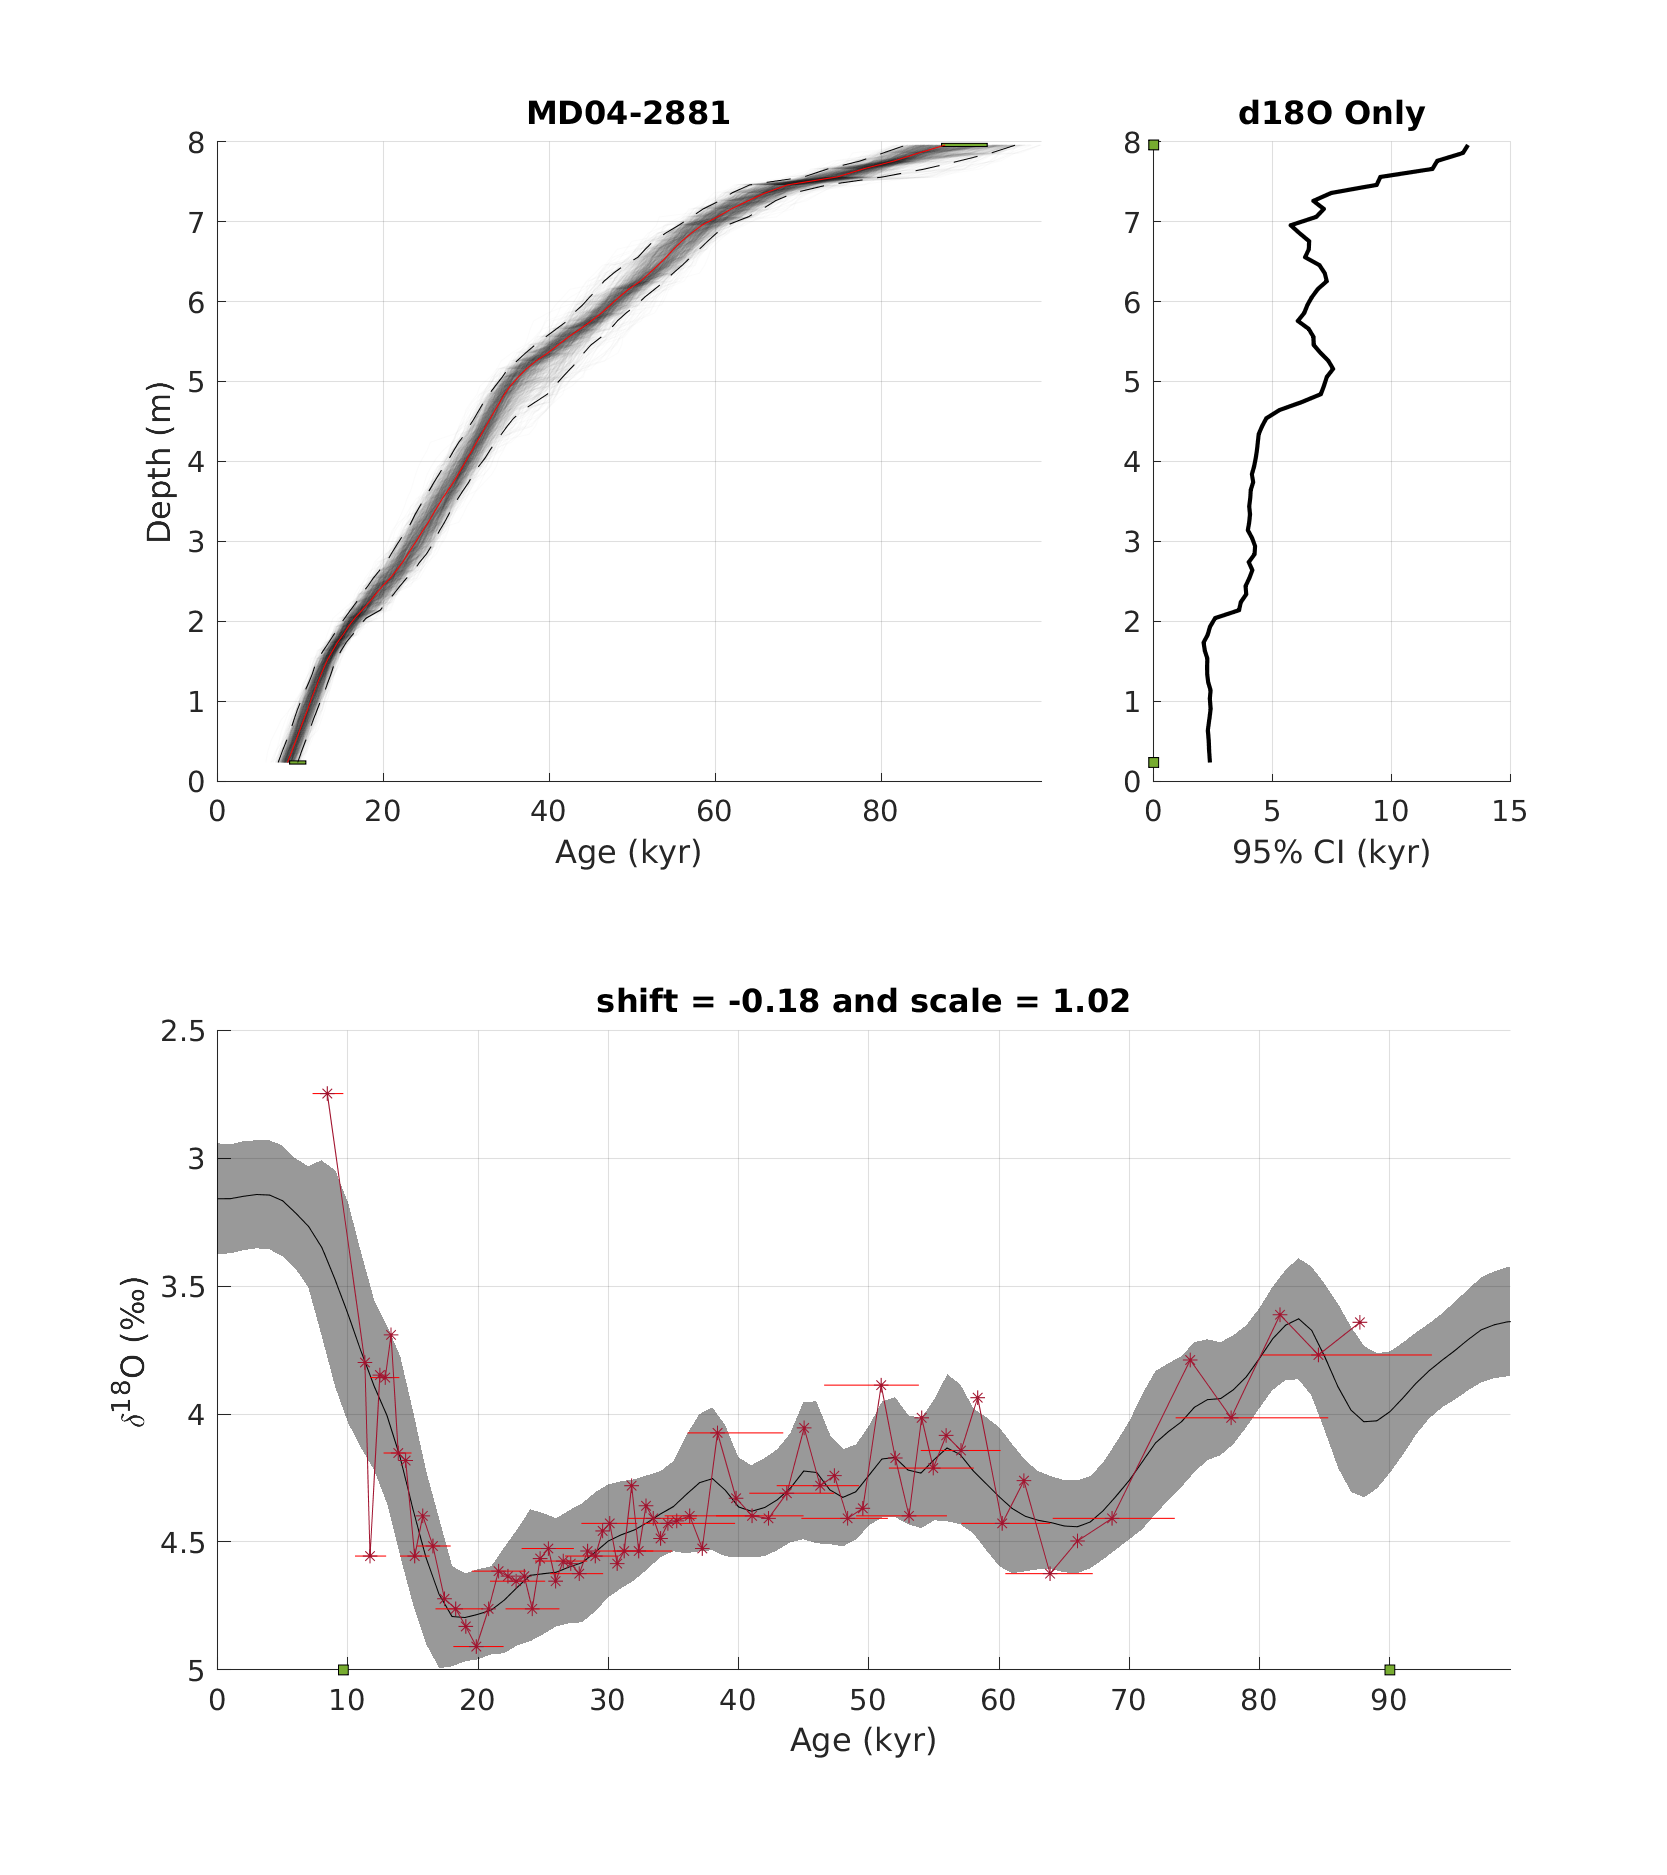 MD04-2881
d18O Only
8
7
6
5
4
3
2
1
0
Depth (m)
0 20 40 60 80
Age (kyr)
8
7
6
5
4
3
2
1
0
0 5 10 15
95% CI (kyr)
shift = -0.18 and scale = 1.02
2.5
3
3.5
4
4.5
5
δ18O (‰)
0 10 20 30 40 50 60 70 80 90
Age (kyr)